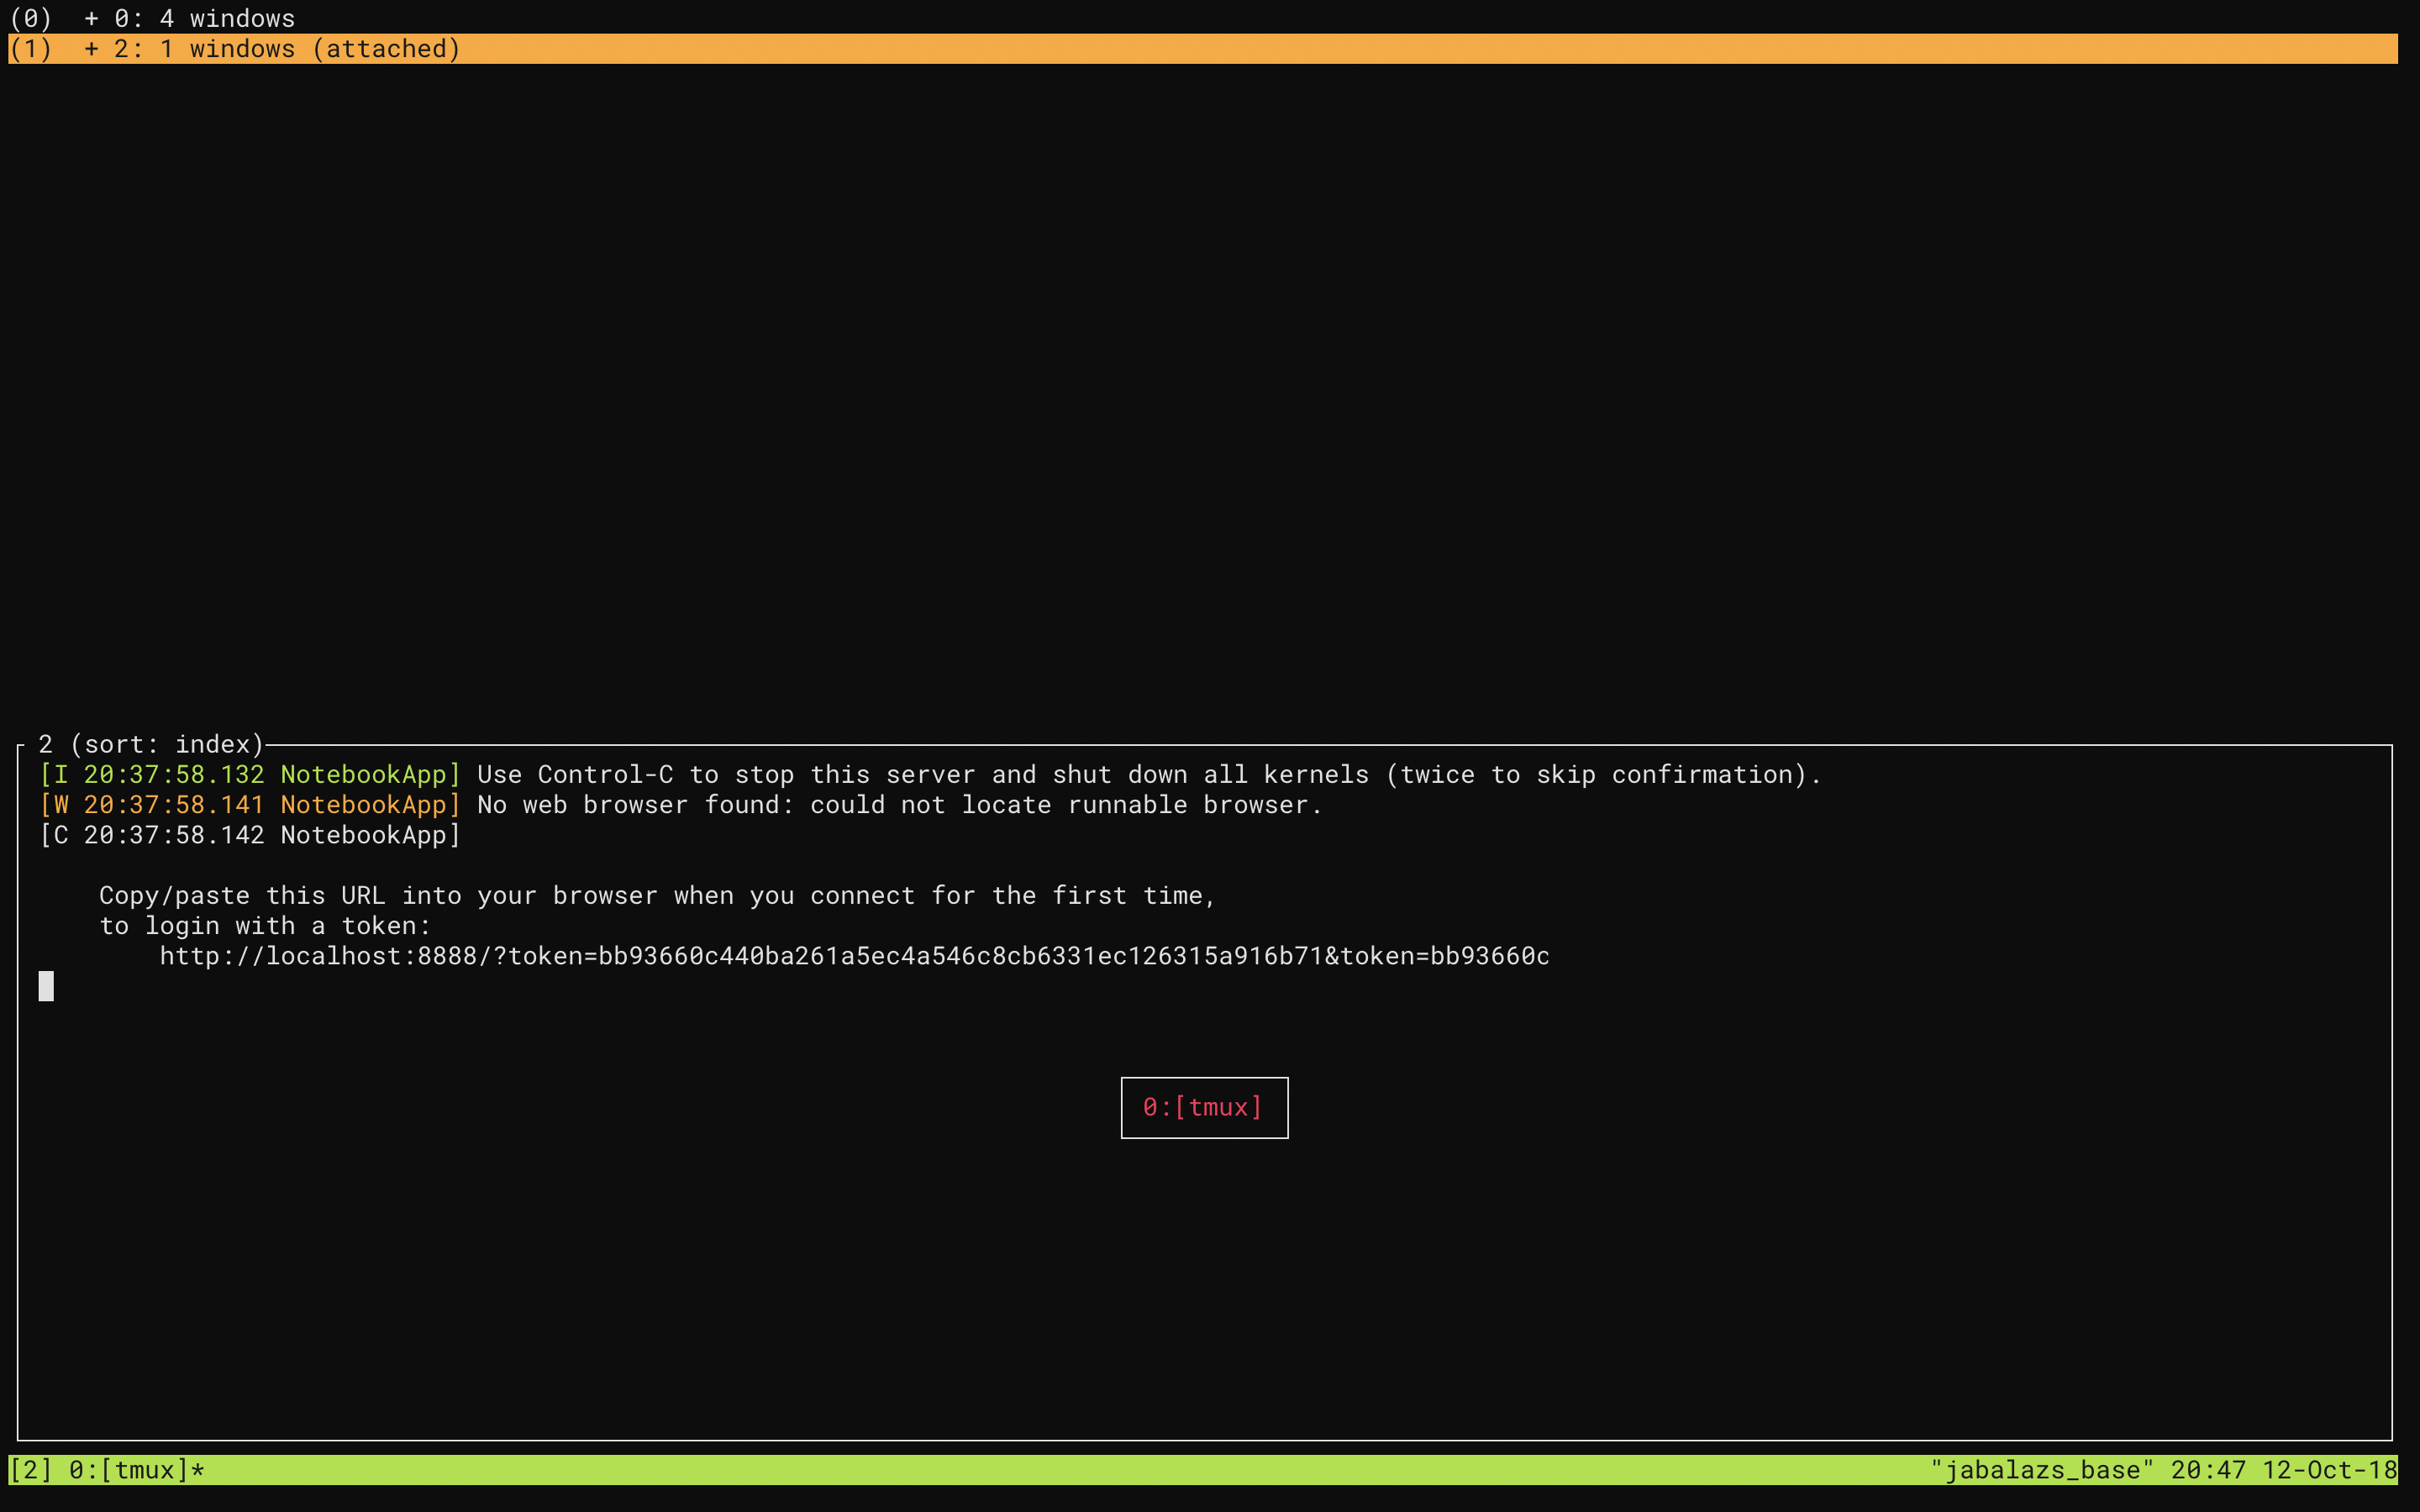 (0)  + 0: 4 windows
(1)  + 2: 1 windows (attached)
2 (sort: index)
[I 20:37:58.132 NotebookApp] Use Control-C to stop this server and shut down all kernels (twice to skip confirmation).
[W 20:37:58.141 NotebookApp] No web browser found: could not locate runnable browser.
[C 20:37:58.142 NotebookApp]
Copy/paste this URL into your browser when you connect for the first time,
to login with a token:
http://localhost:8888/?token=bb93660c440ba261a5ec4a546c8cb6331ec126315a916b71&token=bb93660c
0:[tmux]
[2] 0:[tmux]* "jabalazs_base" 20:47 12-Oct-18